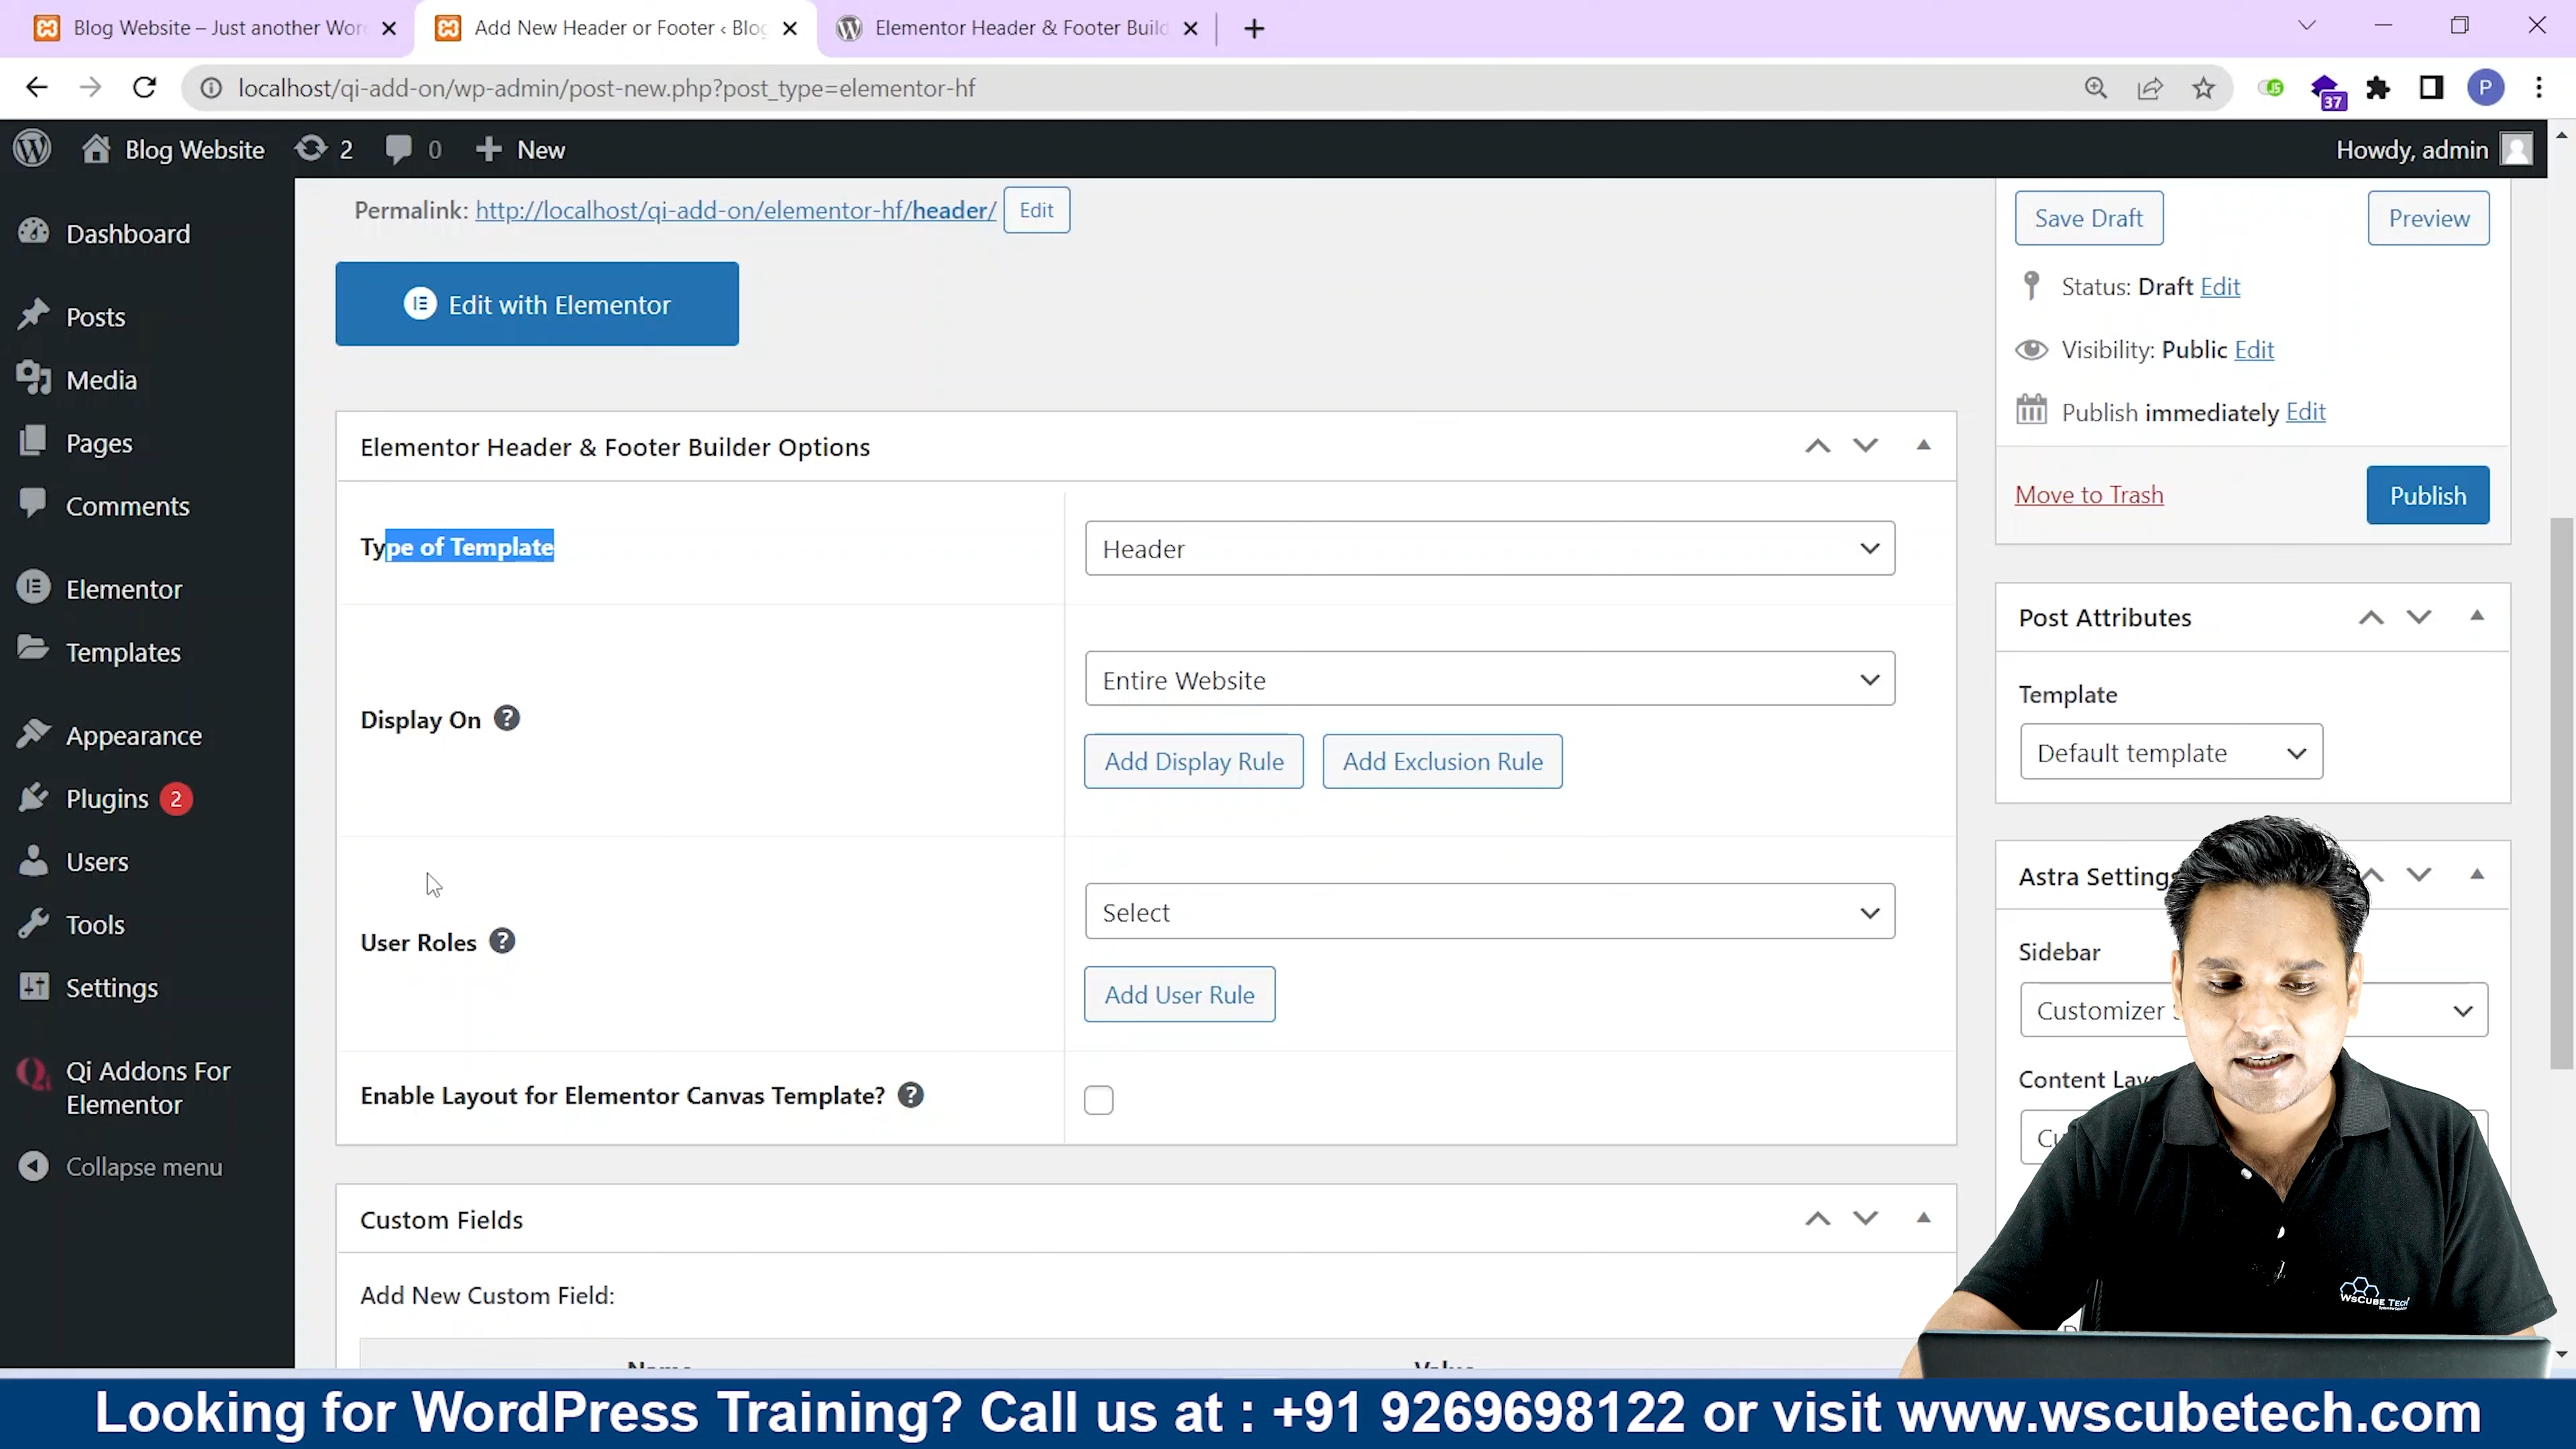 Blog Website – Just another Wor
Add New Header or Footer ‹ Blog
Elementor Header & Footer Build
localhost/qi-add-on/wp-admin/post-new.php?post_type=elementor-hf
37
P
Blog Website
2
0
New
Howdy, admin
Dashboard
Posts
Media
Pages
Comments
Elementor
Templates
Appearance
Plugins 2
Users
Tools
Settings
Qi Addons For
Elementor
Collapse menu
Permalink: http://localhost/qi-add-on/elementor-hf/header/ Edit
Edit with Elementor
Elementor Header & Footer Builder Options
Type of Template
Header
Display On
Entire Website
Add Display Rule
Add Exclusion Rule
User Roles
Select
Add User Rule
Enable Layout for Elementor Canvas Template?
Custom Fields
Add New Custom Field:
Name
Value
Save Draft
Preview
Status: Draft Edit
Visibility: Public Edit
Publish immediately Edit
Move to Trash
Publish
Post Attributes
Template
Default template
Astra Setting
Sidebar
Customizer
Content Lay
WsCube Tech
Looking for WordPress Training? Call us at : +91 9269698122 or visit www.wscubetech.com